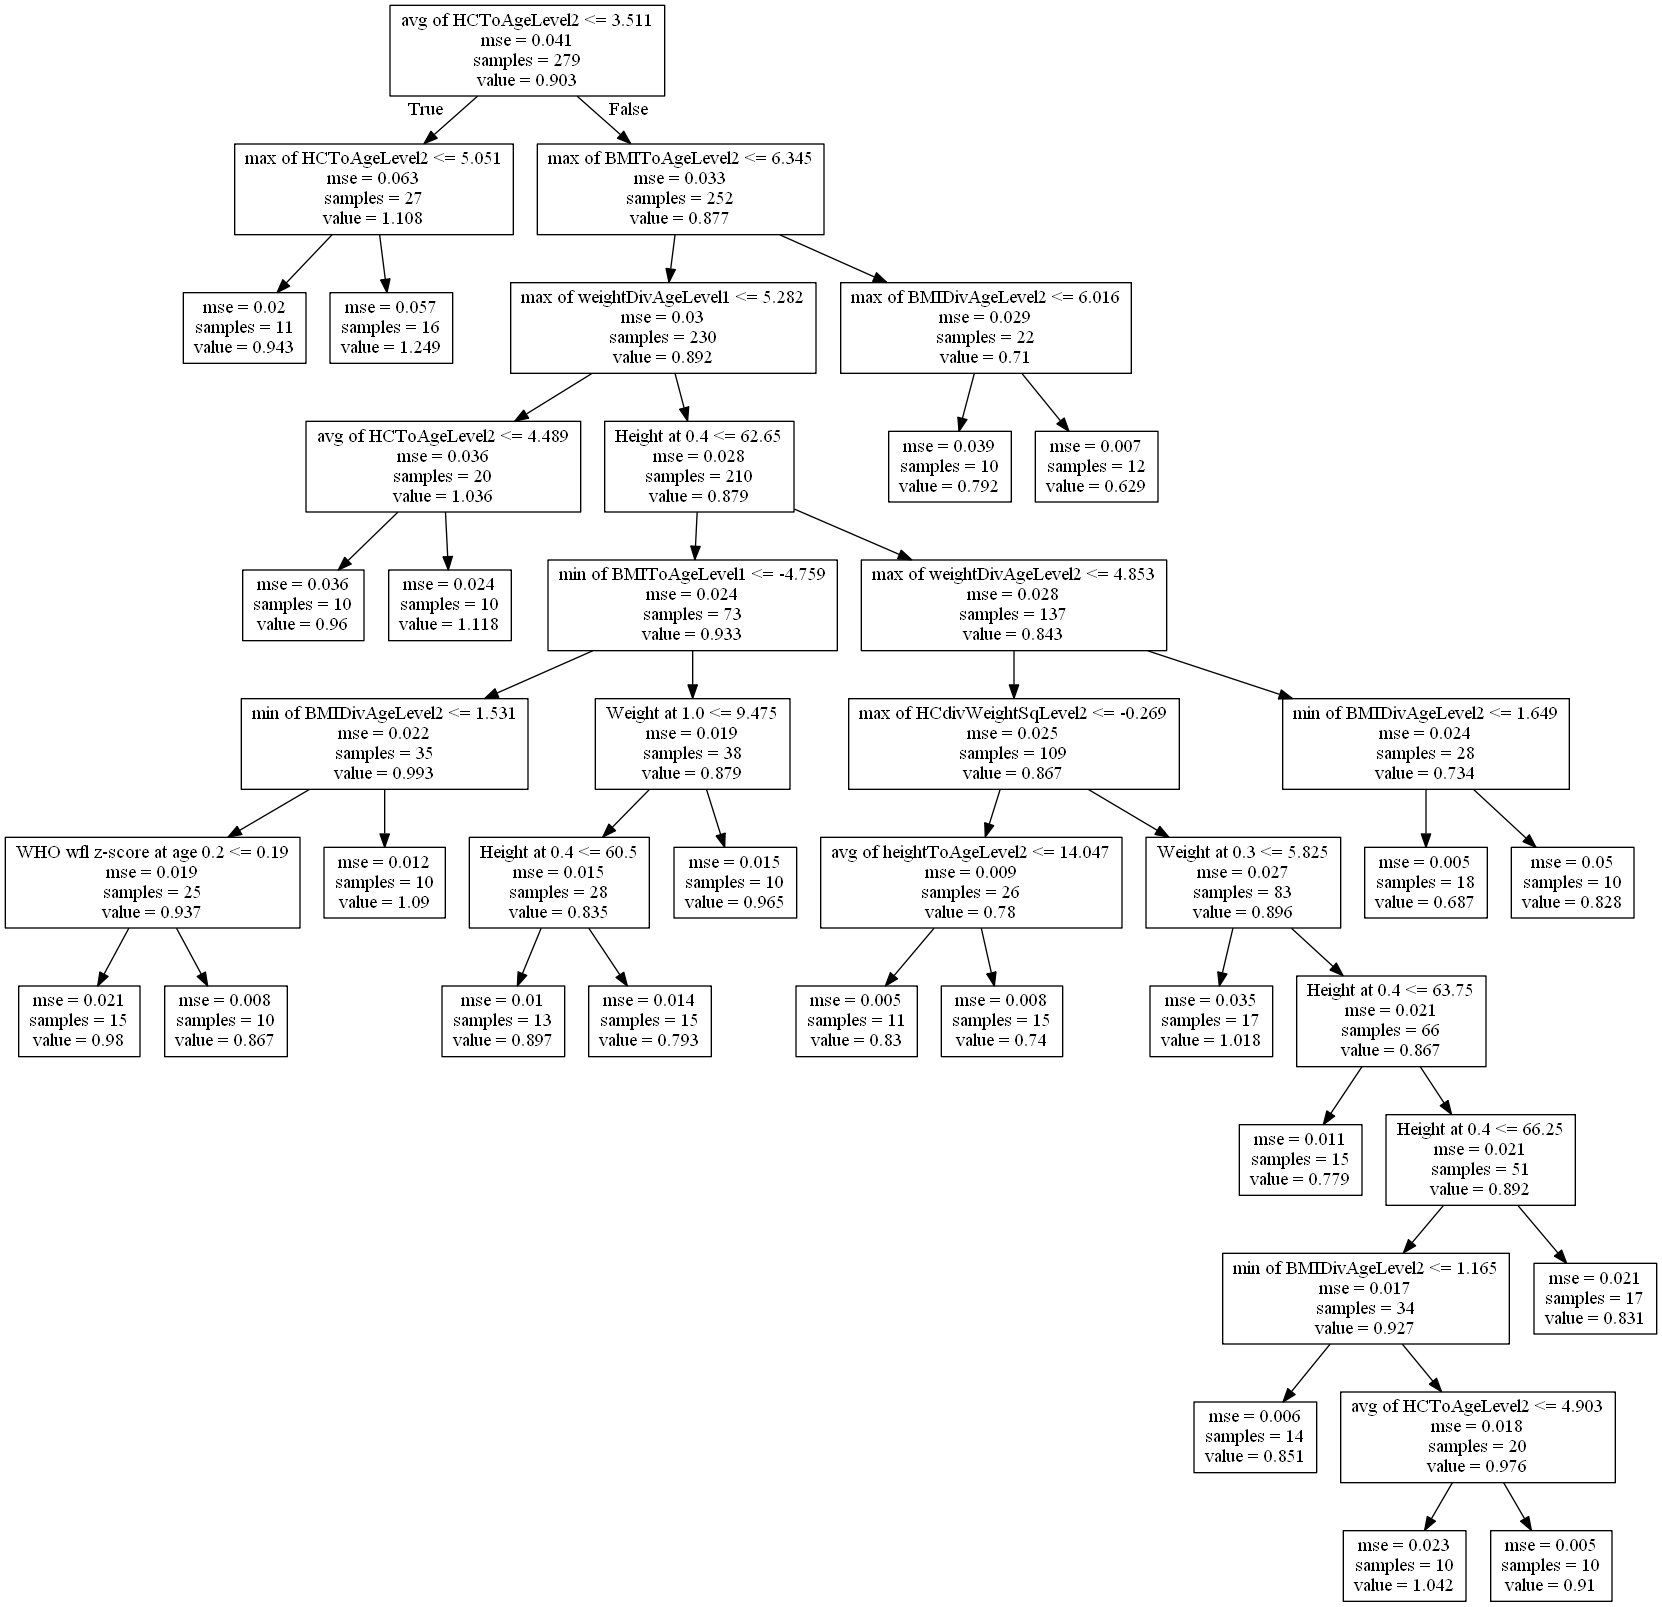 avg of HCToAgeLevel2 <= 3.511
mse = 0.041
samples = 279
value = 0.903
True
False
max of HCToAgeLevel2 <= 5.051
mse = 0.063
samples = 27
value = 1.108
max of BMIToAgeLevel2 <= 6.345
mse = 0.033
samples = 252
value = 0.877
mse = 0.02
samples = 11
value = 0.943
mse = 0.057
samples = 16
value = 1.249
max of weightDivAgeLevel1 <= 5.282
mse = 0.03
samples = 230
value = 0.892
max of BMIDivAgeLevel2 <= 6.016
mse = 0.029
samples = 22
value = 0.71
avg of HCToAgeLevel2 <= 4.489
mse = 0.036
samples = 20
value = 1.036
Height at 0.4 <= 62.65
mse = 0.028
samples = 210
value = 0.879
mse = 0.039
samples = 10
value = 0.792
mse = 0.007
samples = 12
value = 0.629
mse = 0.036
samples = 10
value = 0.96
mse = 0.024
samples = 10
value = 1.118
min of BMIToAgeLevel1 <= -4.759
mse = 0.024
samples = 73
value = 0.933
max of weightDivAgeLevel2 <= 4.853
mse = 0.028
samples = 137
value = 0.843
min of BMIDivAgeLevel2 <= 1.531
mse = 0.022
samples = 35
value = 0.993
Weight at 1.0 <= 9.475
mse = 0.019
samples = 38
value = 0.879
max of HCdivWeightSqLevel2 <= -0.269
mse = 0.025
samples = 109
value = 0.867
min of BMIDivAgeLevel2 <= 1.649
mse = 0.024
samples = 28
value = 0.734
WHO wfl z-score at age 0.2 <= 0.19
mse = 0.019
samples = 25
value = 0.937
mse = 0.012
samples = 10
value = 1.09
Height at 0.4 <= 60.5
mse = 0.015
samples = 28
value = 0.835
mse = 0.015
samples = 10
value = 0.965
avg of heightToAgeLevel2 <= 14.047
mse = 0.009
samples = 26
value = 0.78
Weight at 0.3 <= 5.825
mse = 0.027
samples = 83
value = 0.896
mse = 0.005
samples = 18
value = 0.687
mse = 0.05
samples = 10
value = 0.828
mse = 0.021
samples = 15
value = 0.98
mse = 0.008
samples = 10
value = 0.867
mse = 0.01
samples = 13
value = 0.897
mse = 0.014
samples = 15
value = 0.793
mse = 0.005
samples = 11
value = 0.83
mse = 0.008
samples = 15
value = 0.74
mse = 0.035
samples = 17
value = 1.018
Height at 0.4 <= 63.75
mse = 0.021
samples = 66
value = 0.867
mse = 0.011
samples = 15
value = 0.779
Height at 0.4 <= 66.25
mse = 0.021
samples = 51
value = 0.892
min of BMIDivAgeLevel2 <= 1.165
mse = 0.017
samples = 34
value = 0.927
mse = 0.021
samples = 17
value = 0.831
mse = 0.006
samples = 14
value = 0.851
avg of HCToAgeLevel2 <= 4.903
mse = 0.018
samples = 20
value = 0.976
mse = 0.023
samples = 10
value = 1.042
mse = 0.005
samples = 10
value = 0.91